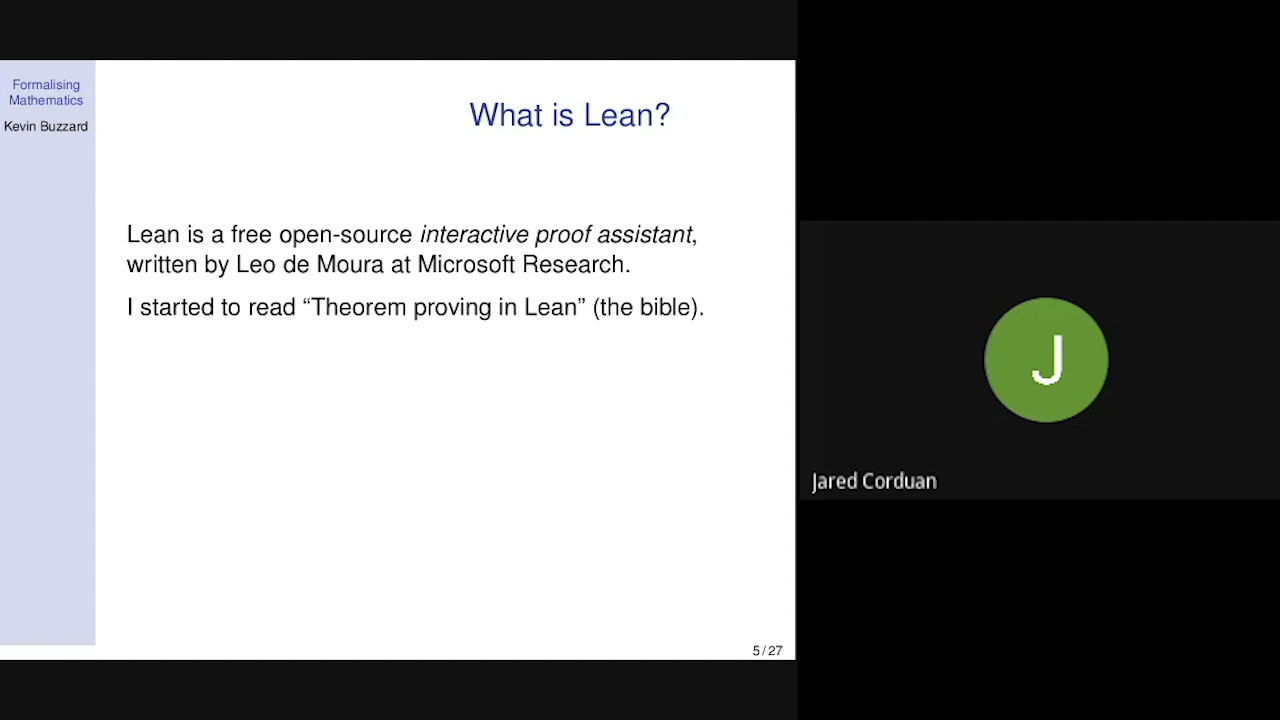 Formalising
Mathematics
Kevin Buzzard
What is Lean?
Lean is a free open-source interactive proof assistant,
written by Leo de Moura at Microsoft Research.
I started to read “Theorem proving in Lean” (the bible).
5 / 27
J
Jared Corduan